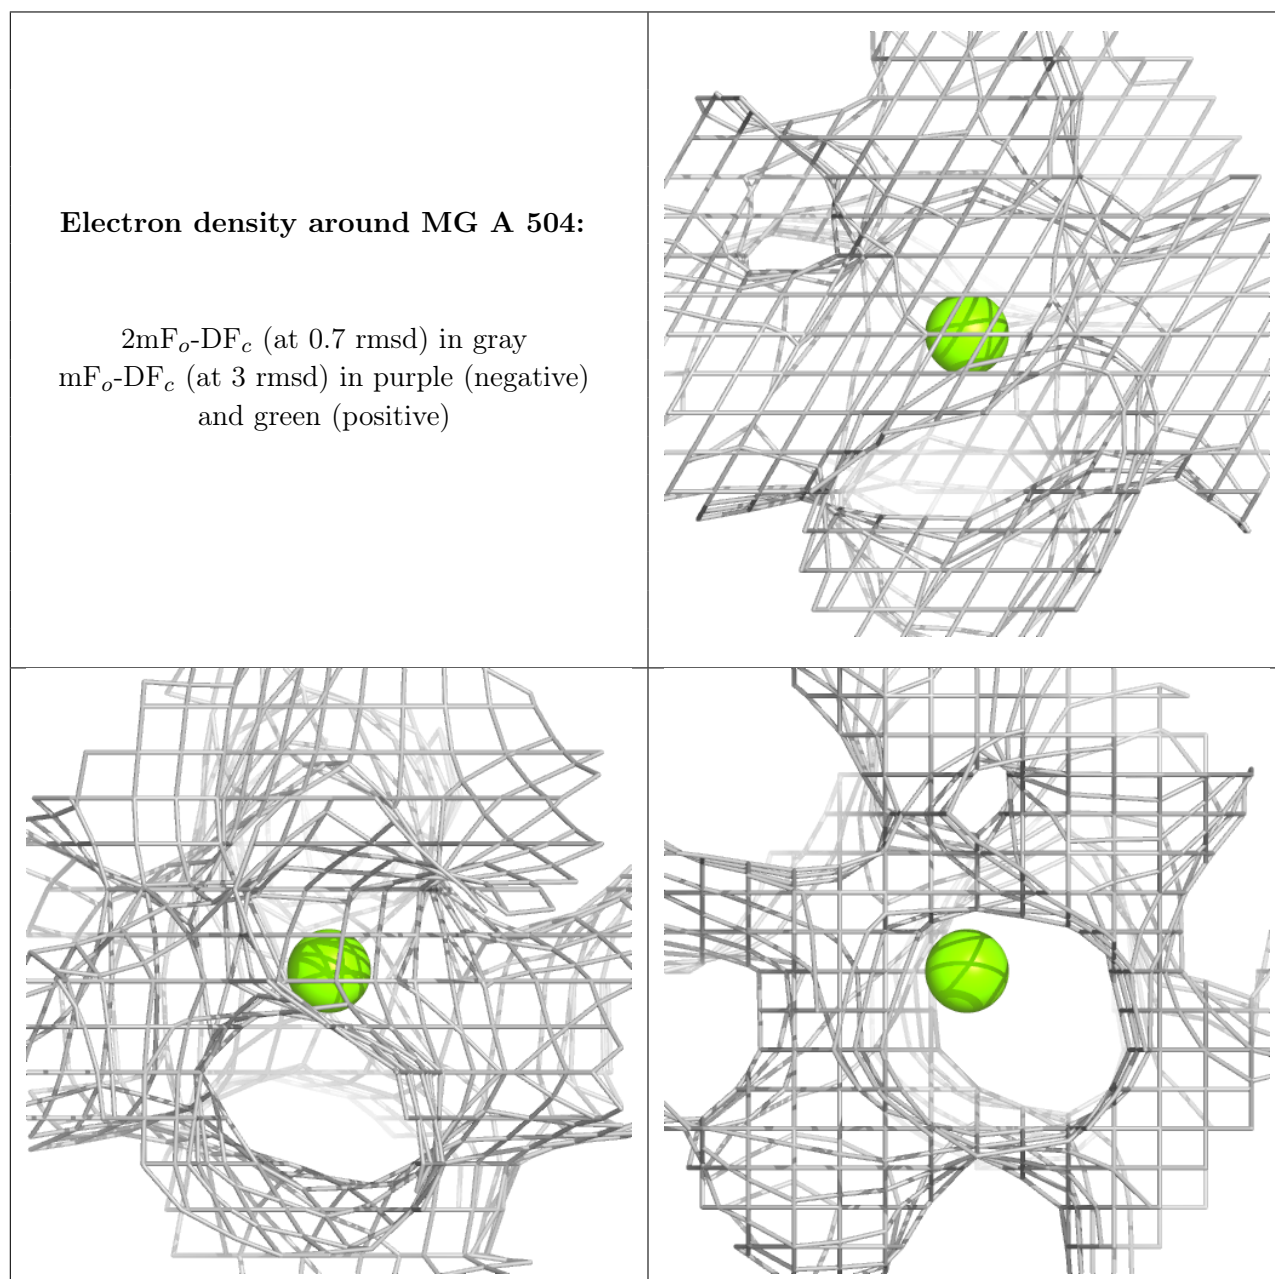 Electron density around MG A 504:
2mFo-DFc (at 0.7 rmsd) in gray
mFo-DFc (at 3 rmsd) in purple (negative)
and green (positive)